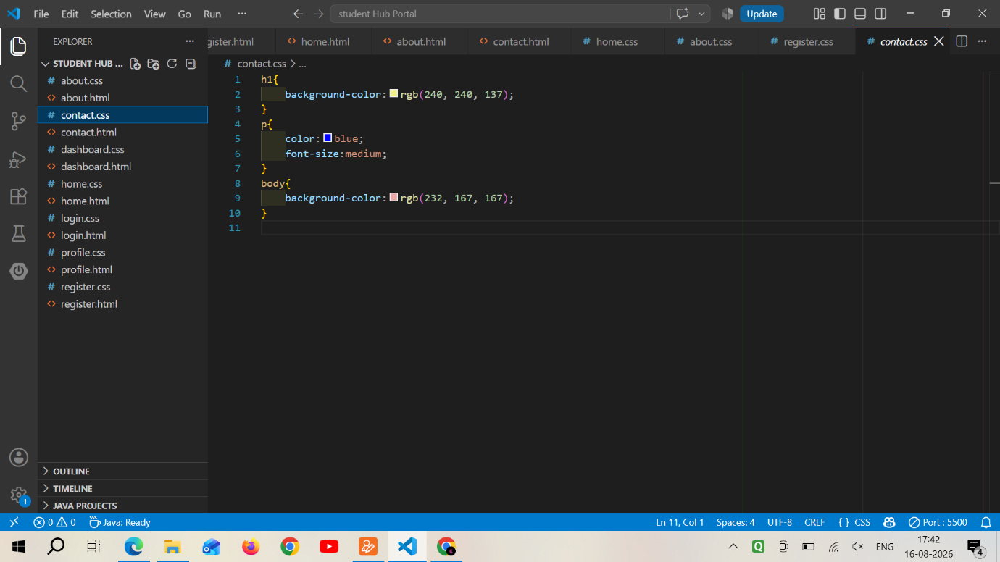 File Edit Selection View Go Run ··· student Hub Portal Update
EXPLORER ···
gister.html home.html about.html contact.html home.css about.css register.css contact.css ···
STUDENT HUB ...
about.css
about.html
contact.css
contact.html
dashboard.css
dashboard.html
home.css
home.html
login.css
login.html
profile.css
profile.html
register.css
register.html
contact.css > ...
1 h1{
2 background-color: rgb(240, 240, 137);
3 }
4 p{
5 color: blue;
6 font-size:medium;
7 }
8 body{
9 background-color: rgb(232, 167, 167);
10 }
11
OUTLINE
TIMELINE
JAVA PROJECTS
1
0 0 Java: Ready Ln 11, Col 1 Spaces: 4 UTF-8 CRLF { } CSS Port : 5500
ENG 17:42
16-08-2026 4